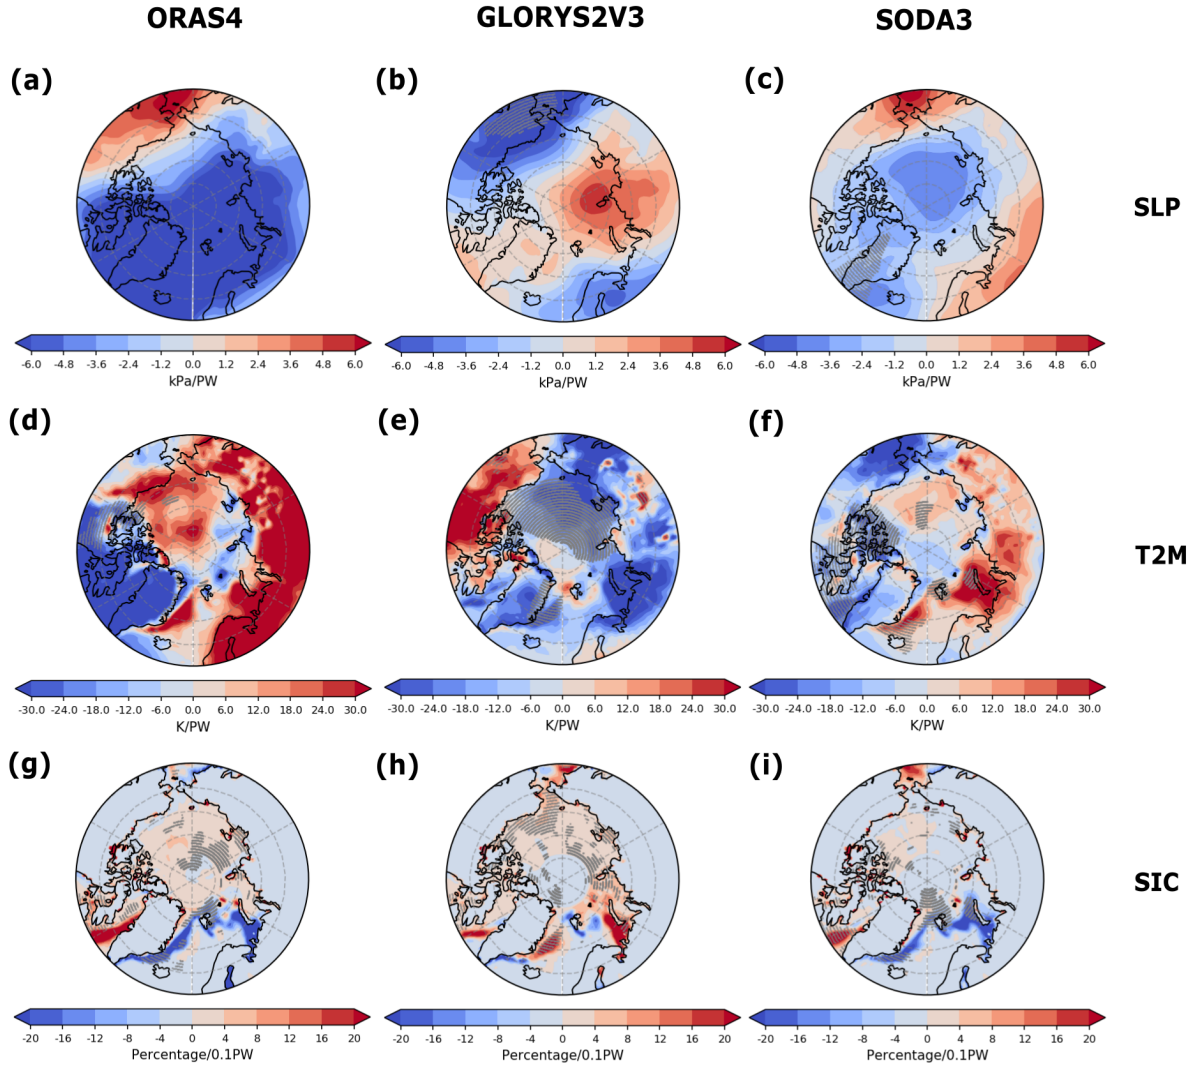 ORAS4 GLORYS2V3 SODA3
(a) (b) (c)
SLP
-6.0 -4.8 -3.6 -2.4 -1.2 0.0 1.2 2.4 3.6 4.8 6.0
kPa/PW
-6.0 -4.8 -3.6 -2.4 -1.2 0.0 1.2 2.4 3.6 4.8 6.0
kPa/PW
-6.0 -4.8 -3.6 -2.4 -1.2 0.0 1.2 2.4 3.6 4.8 6.0
kPa/PW
(d) (e) (f)
T2M
-30.0 -24.0 -18.0 -12.0 -6.0 0.0 6.0 12.0 18.0 24.0 30.0
K/PW
-30.0 -24.0 -18.0 -12.0 -6.0 0.0 6.0 12.0 18.0 24.0 30.0
K/PW
-30.0 -24.0 -18.0 -12.0 -6.0 0.0 6.0 12.0 18.0 24.0 30.0
K/PW
(g) (h) (i)
SIC
-20 -16 -12 -8 -4 0 4 8 12 16 20
Percentage/0.1PW
-20 -16 -12 -8 -4 0 4 8 12 16 20
Percentage/0.1PW
-20 -16 -12 -8 -4 0 4 8 12 16 20
Percentage/0.1PW